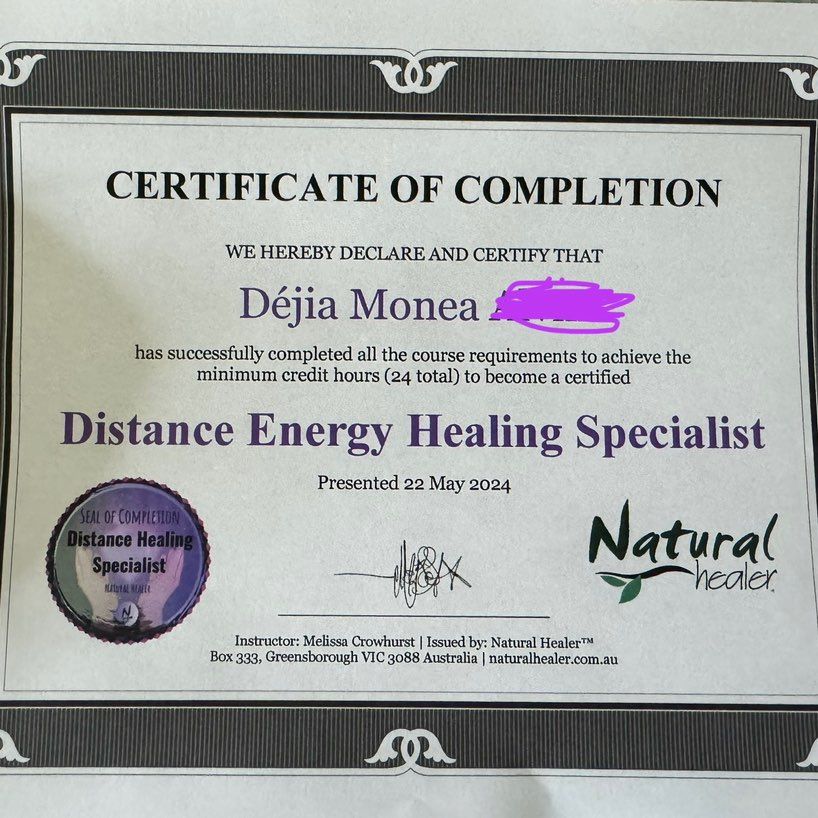 CERTIFICATE OF COMPLETION
WE HEREBY DECLARE AND CERTIFY THAT
Déjia Monea
has successfully completed all the course requirements to achieve the
minimum credit hours (24 total) to become a certified
Distance Energy Healing Specialist
Presented 22 May 2024
SEAL OF COMPLETION
Distance Healing
Specialist
NATURAL HEALER
N
Natural
healer
Instructor: Melissa Crowhurst | Issued by: Natural Healer™
Box 333, Greensborough VIC 3088 Australia | naturalhealer.com.au